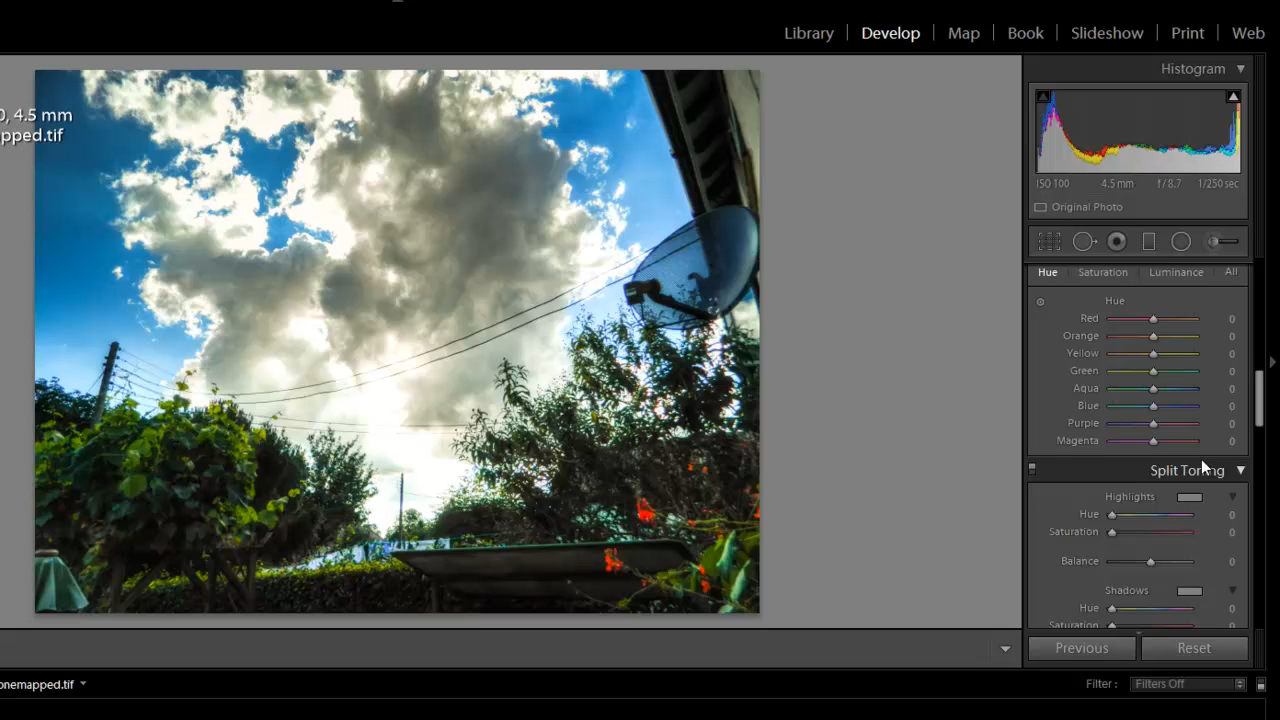 Library Develop Map Book Slideshow Print Web
Histogram
0, 4.5 mm
pped.tif
ISO 100 4.5 mm f/8.7 1/250 sec
Original Photo
Hue Saturation Luminance All
Hue
Red 0
Orange 0
Yellow 0
Green 0
Aqua 0
Blue 0
Purple 0
Magenta 0
Split Toning
Highlights
Hue 0
Saturation 0
Balance 0
Shadows
Hue 0
Saturation 0
Previous Reset
onemapped.tif Filter : Filters Off